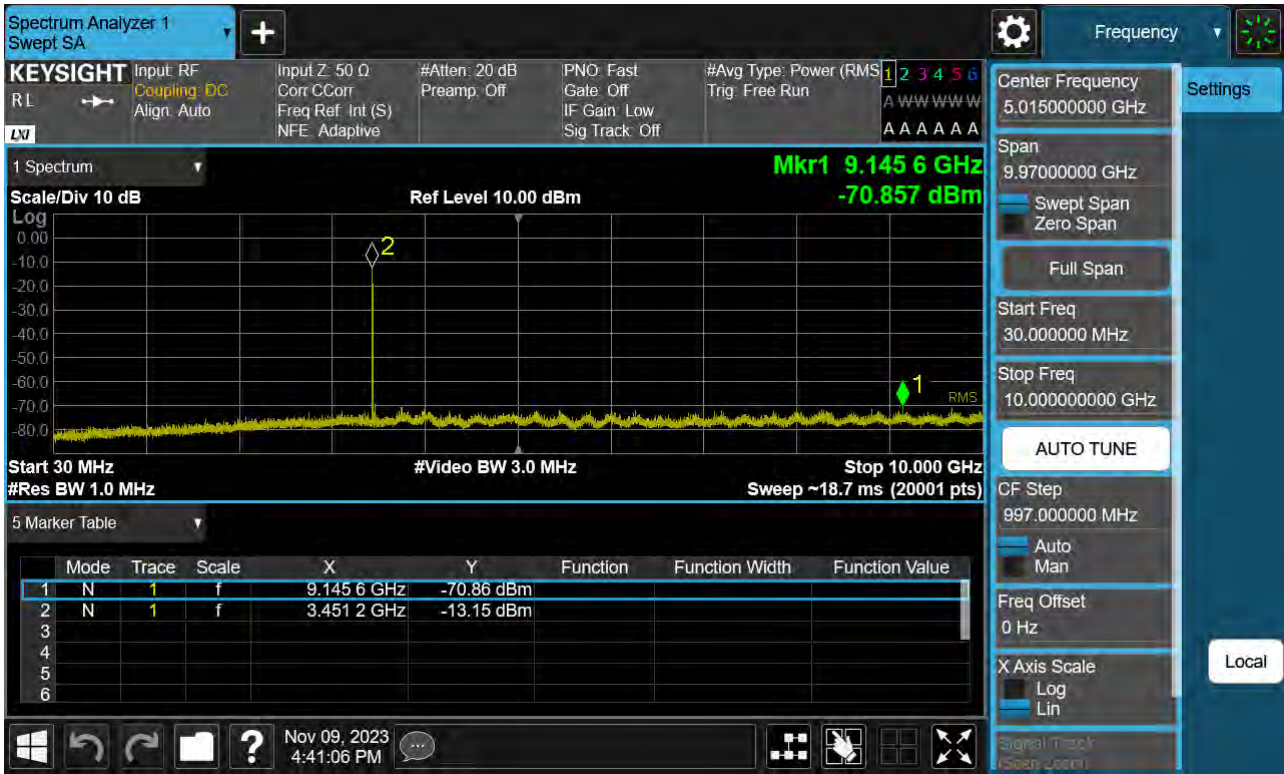 Spectrum Analyzer 1
Swept SA
+
Frequency
KEYSIGHT
RL
LXI
Input: RF
Coupling: DC
Align: Auto
Input Z: 50 Ω
Corr CCorr
Freq Ref: Int (S)
NFE: Adaptive
#Atten: 20 dB
Preamp: Off
PNO: Fast
Gate: Off
IF Gain: Low
Sig Track: Off
#Avg Type: Power (RMS
Trig: Free Run
1 2 3 4 5 6
A W W W W W
A A A A A A
1 Spectrum
Mkr1 9.145 6 GHz
Scale/Div 10 dB
Ref Level 10.00 dBm
-70.857 dBm
Log
0.00
-10.0
-20.0
-30.0
-40.0
-50.0
-60.0
-70.0
-80.0
2
1
RMS
Start 30 MHz
#Video BW 3.0 MHz
Stop 10.000 GHz
#Res BW 1.0 MHz
Sweep ~18.7 ms (20001 pts)
5 Marker Table
Mode Trace Scale X Y Function Function Width Function Value
1 N 1 f 9.145 6 GHz -70.86 dBm
2 N 1 f 3.451 2 GHz -13.15 dBm
3
4
5
6
Center Frequency
5.015000000 GHz
Span
9.97000000 GHz
Swept Span
Zero Span
Full Span
Start Freq
30.000000 MHz
Stop Freq
10.000000000 GHz
AUTO TUNE
CF Step
997.000000 MHz
Auto
Man
Freq Offset
0 Hz
X Axis Scale
Log
Lin
Signal Track
(Span Zoom)
Settings
Local
?
Nov 09, 2023
4:41:06 PM